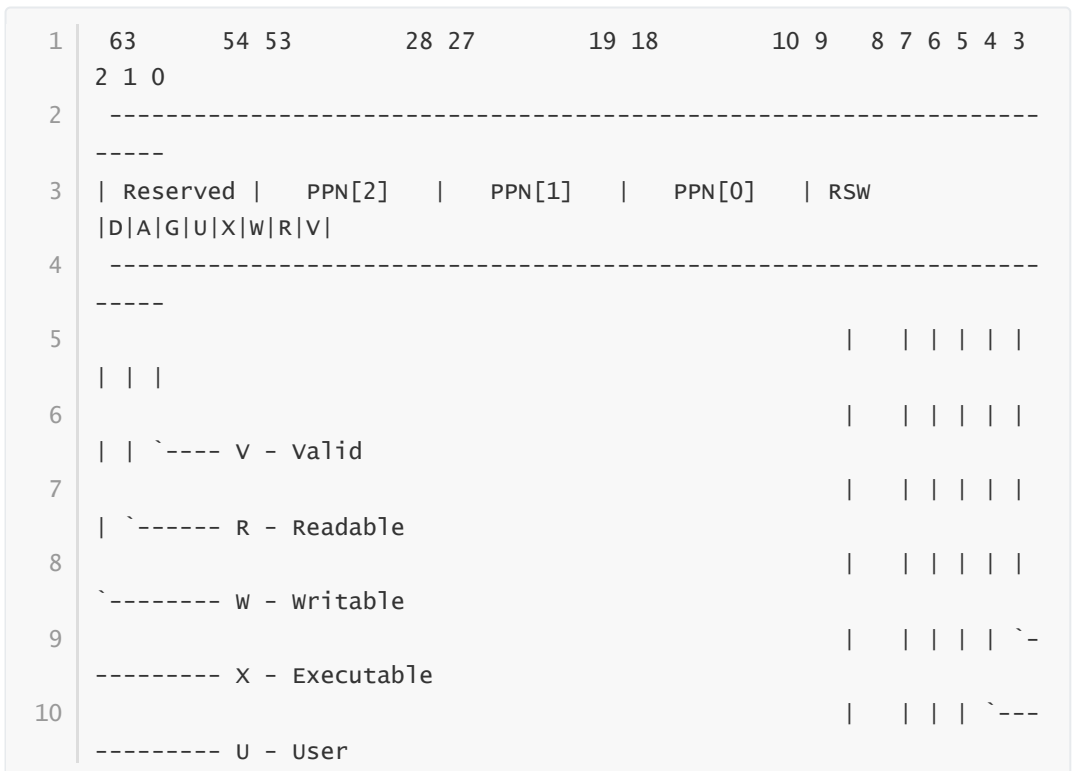 1  63      54 53        28 27        19 18       10 9   8 7 6 5 4 3
2 1 0
2  -----------------------------------------------------------------
-----
3 | Reserved |   PPN[2]   |   PPN[1]   |   PPN[0]   | RSW
|D|A|G|U|X|W|R|V|
4  -----------------------------------------------------------------
-----
5                                                     |   | | | | |
| | |
6                                                     |   | | | | |
| | `---- V - Valid
7                                                     |   | | | | |
| `------ R - Readable
8                                                     |   | | | | |
`-------- W - Writable
9                                                     |   | | | | `-
--------- X - Executable
10                                                     |   | | | `---
--------- U - User